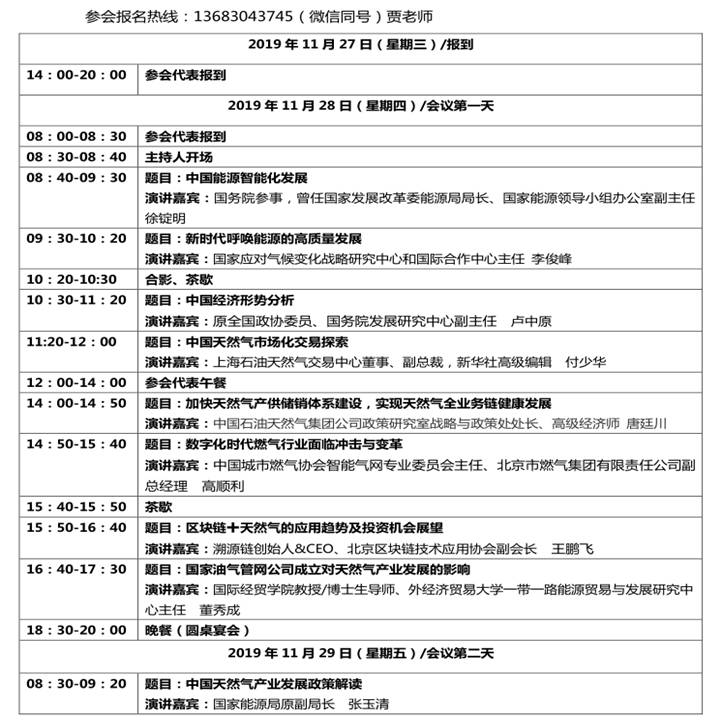 参会报名热线：13683043745（微信同号）贾老师
2019 年 11 月 27 日（星期三）/报到
14：00-20：00 参会代表报到
2019 年 11 月 28 日（星期四）/会议第一天
08：00-08：30 参会代表报到
08：30-08：40 主持人开场
08：40-09：30 题目：中国能源智能化发展
演讲嘉宾：国务院参事，曾任国家发展改革委能源局局长、国家能源领导小组办公室副主任
徐锭明
09：30-10：20 题目：新时代呼唤能源的高质量发展
演讲嘉宾：国家应对气候变化战略研究中心和国际合作中心主任 李俊峰
10：20-10:30 合影、茶歇
10：30-11：20 题目：中国经济形势分析
演讲嘉宾：原全国政协委员、国务院发展研究中心副主任 卢中原
11:20-12：00 题目：中国天然气市场化交易探索
演讲嘉宾：上海石油天然气交易中心董事、副总裁，新华社高级编辑 付少华
12：00-14：00 参会代表午餐
14：00-14：50 题目：加快天然气产供储销体系建设，实现天然气全业务链健康发展
演讲嘉宾：中国石油天然气集团公司政策研究室战略与政策处处长、高级经济师 唐廷川
14：50-15：40 题目：数字化时代燃气行业面临冲击与变革
演讲嘉宾：中国城市燃气协会智能气网专业委员会主任、北京市燃气集团有限责任公司副
总经理 高顺利
15：40-15：50 茶歇
15：50-16：40 题目：区块链十天然气的应用趋势及投资机会展望
演讲嘉宾：溯源链创始人&CEO、北京区块链技术应用协会副会长 王鹏飞
16：40-17：30 题目：国家油气管网公司成立对天然气产业发展的影响
演讲嘉宾：国际经贸学院教授/博士生导师、外经济贸易大学一带一路能源贸易与发展研究中
心主任 董秀成
18：30-20：00 晚餐（圆桌宴会）
2019 年 11 月 29 日（星期五）/会议第二天
08：30-09：20 题目：中国天然气产业发展政策解读
演讲嘉宾：国家能源局原副局长 张玉清